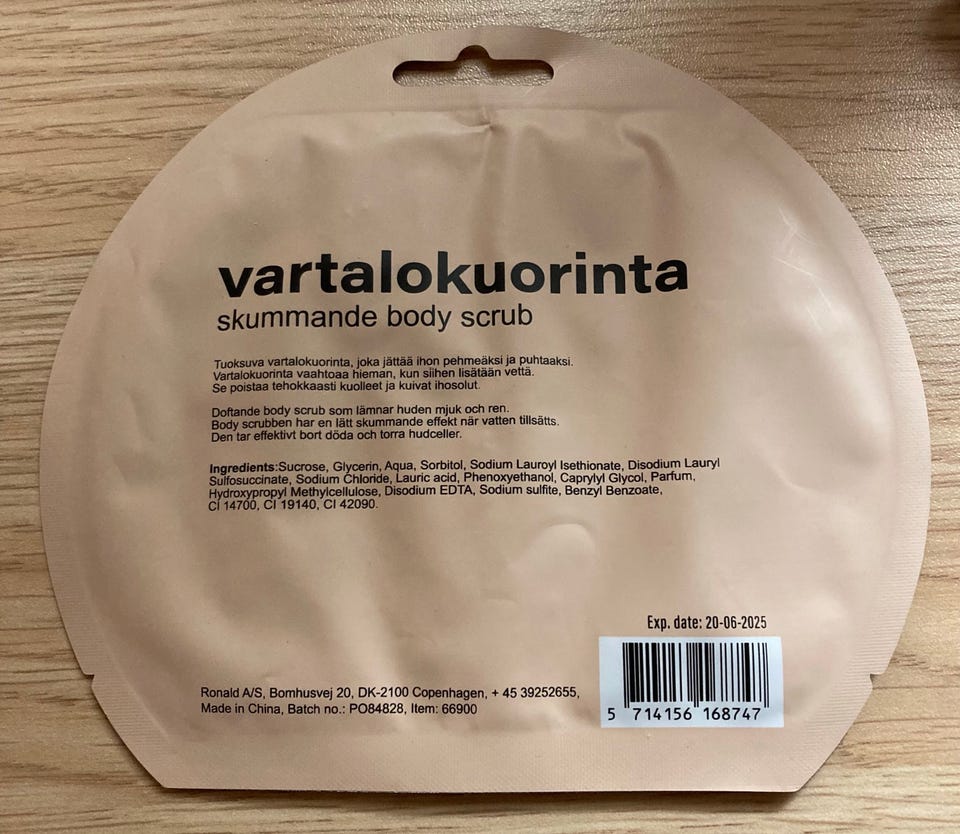 vartalokuorinta
skummande body scrub
Tuoksuva vartalokuorinta, joka jättää ihon pehmeäksi ja puhtaaksi.
Vartalokuorinta vaahtoaa hieman, kun siihen lisätään vettä.
Se poistaa tehokkaasti kuolleet ja kuivat ihosolut.
Doftande body scrub som lämnar huden mjuk och ren.
Body scrubben har en lätt skummande effekt när vatten tillsätts.
Den tar effektivt bort döda och torra hudceller.
Ingredients:Sucrose, Glycerin, Aqua, Sorbitol, Sodium Lauroyl Isethionate, Disodium Lauryl
Sulfosuccinate, Sodium Chloride, Lauric acid, Phenoxyethanol, Caprylyl Glycol, Parfum,
Hydroxypropyl Methylcellulose, Disodium EDTA, Sodium sulfite, Benzyl Benzoate,
CI 14700, CI 19140, CI 42090.
Exp. date: 20-06-2025
Ronald A/S, Bomhusvej 20, DK-2100 Copenhagen, + 45 39252655,
Made in China, Batch no.: PO84828, Item: 66900
5 714156 168747